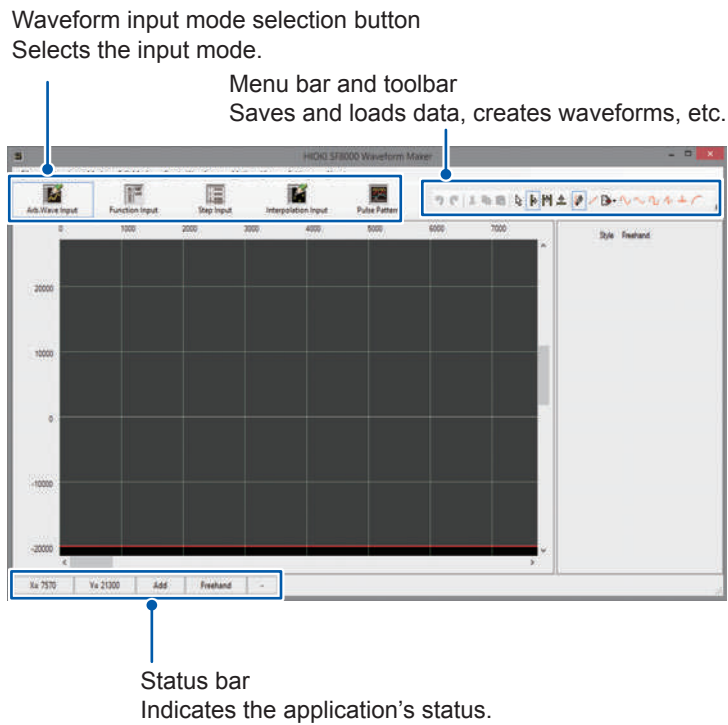 Waveform input mode selection button
Selects the input mode.
Menu bar and toolbar
Saves and loads data, creates waveforms, etc.
HIOKI SF8000 Waveform Maker
Arb.Wave Input Function Input Step Input Interpolation Input Pulse Pattern
0 1000 2000 3000 4000 5000 6000 7000
Style Freehand
20000
10000
0
-10000
-20000
X= 7570 Y= 21300 Add Freehand -
Status bar
Indicates the application's status.